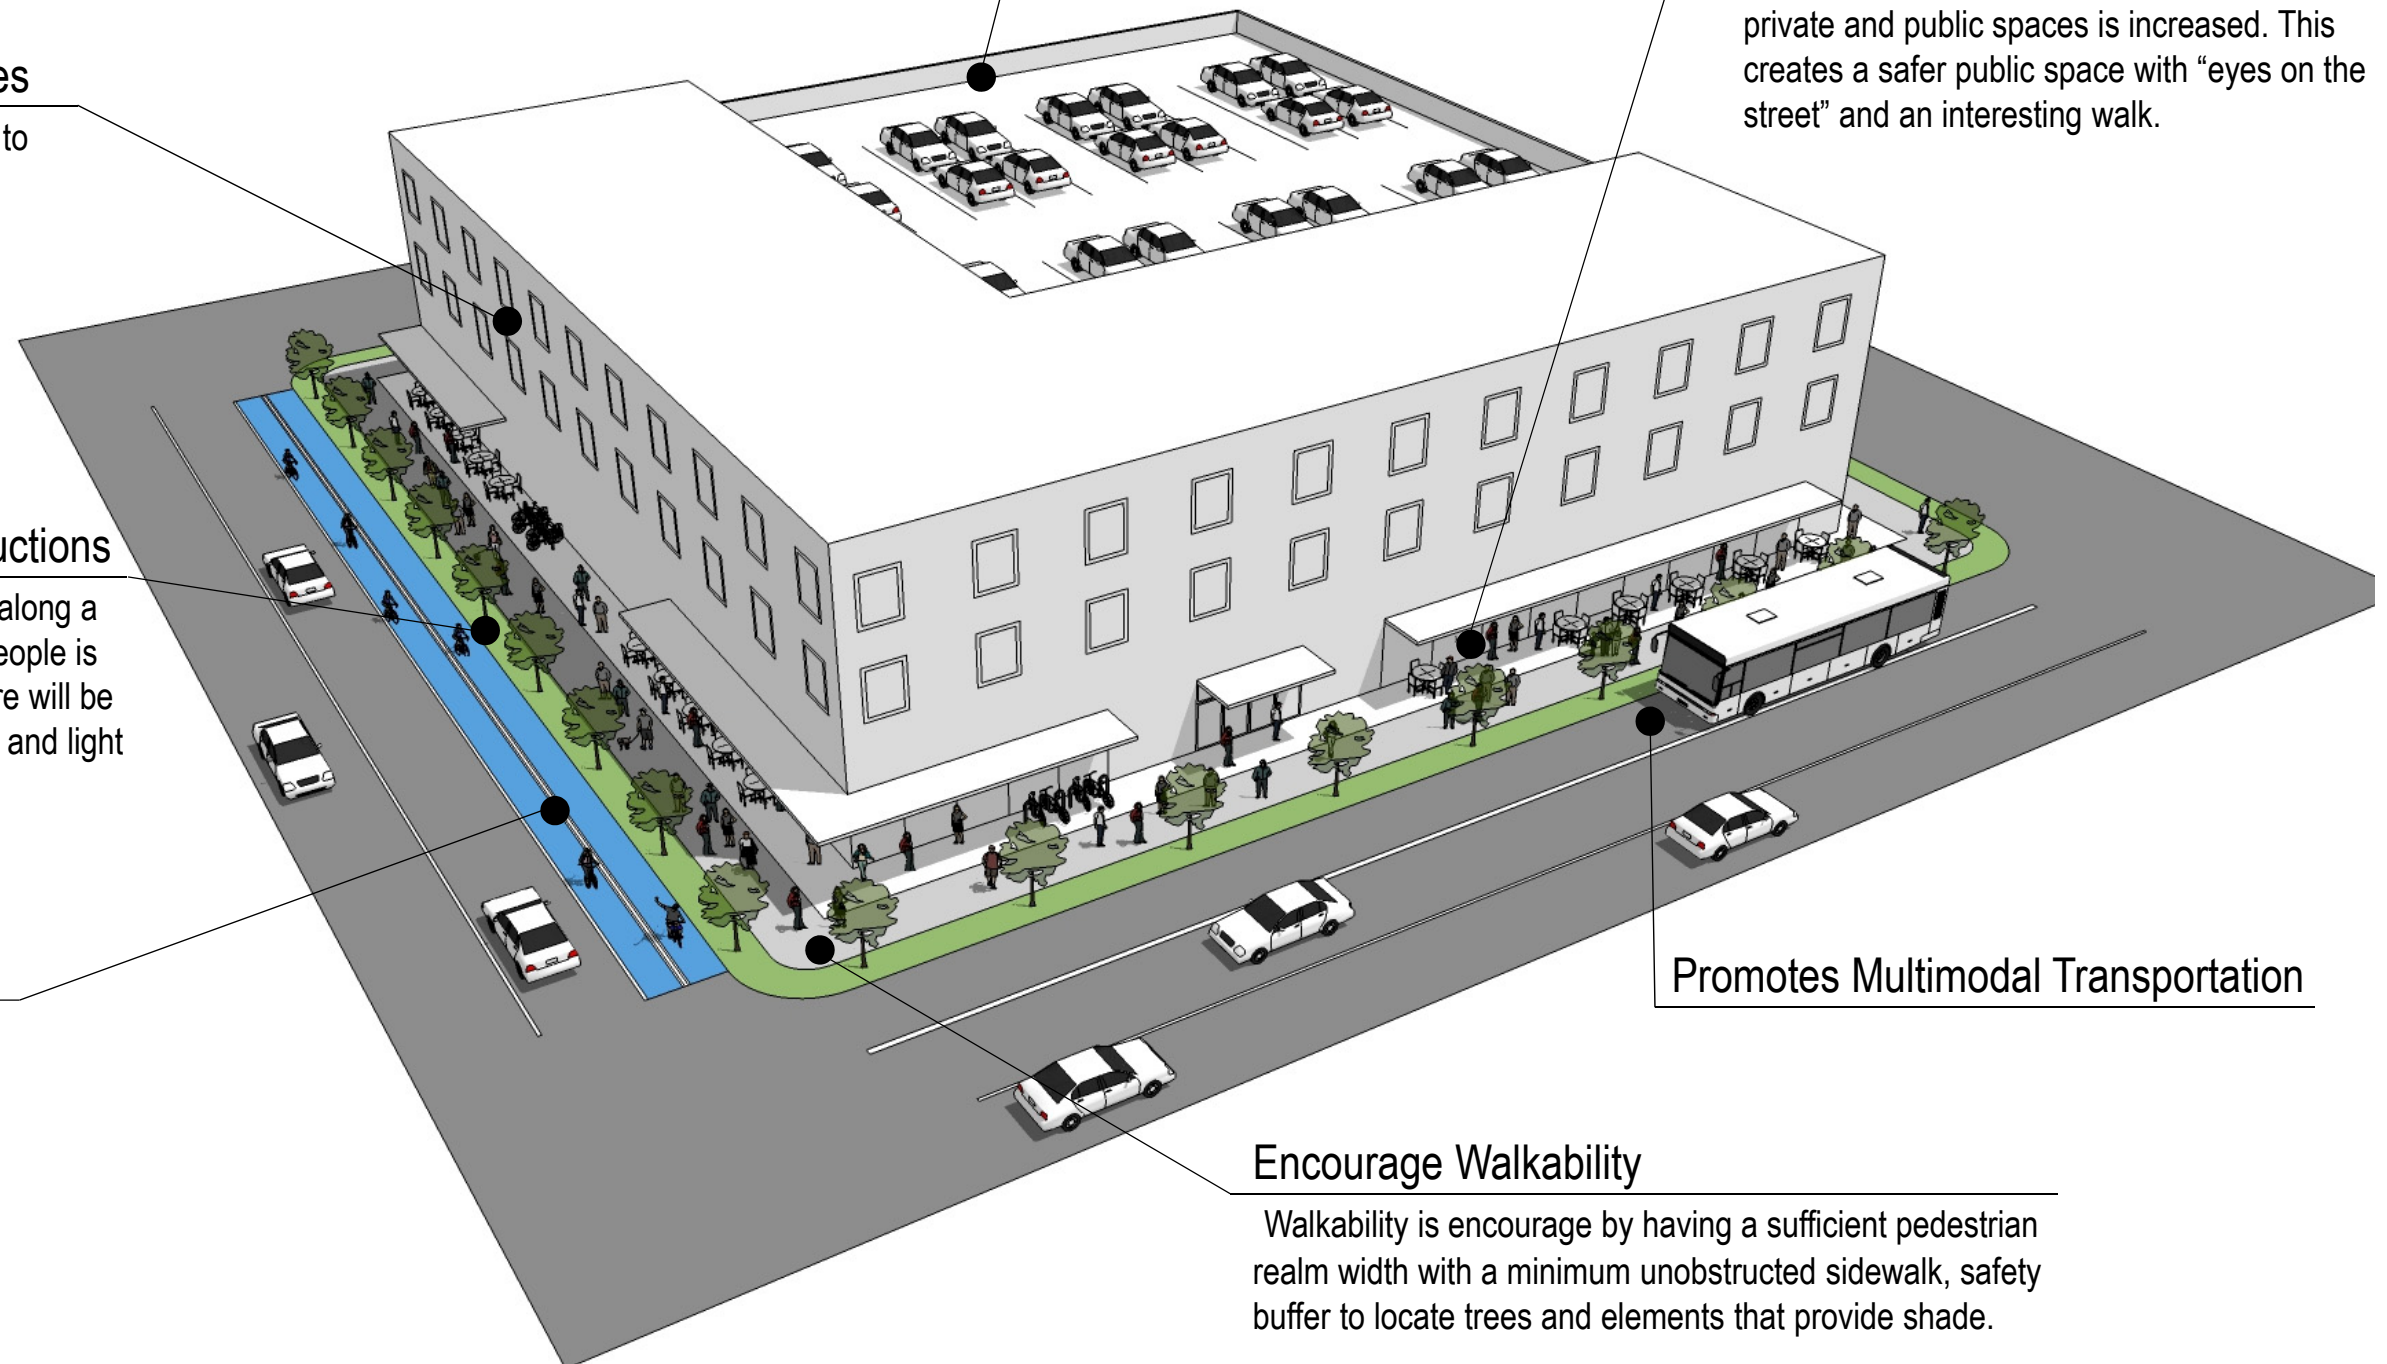 private and public spaces is increased. This
creates a safer public space with “eyes on the
street” and an interesting walk.
es
to
uctions
along a
eople is
re will be
and light
Promotes Multimodal Transportation
Encourage Walkability
Walkability is encourage by having a sufficient pedestrian
realm width with a minimum unobstructed sidewalk, safety
buffer to locate trees and elements that provide shade.